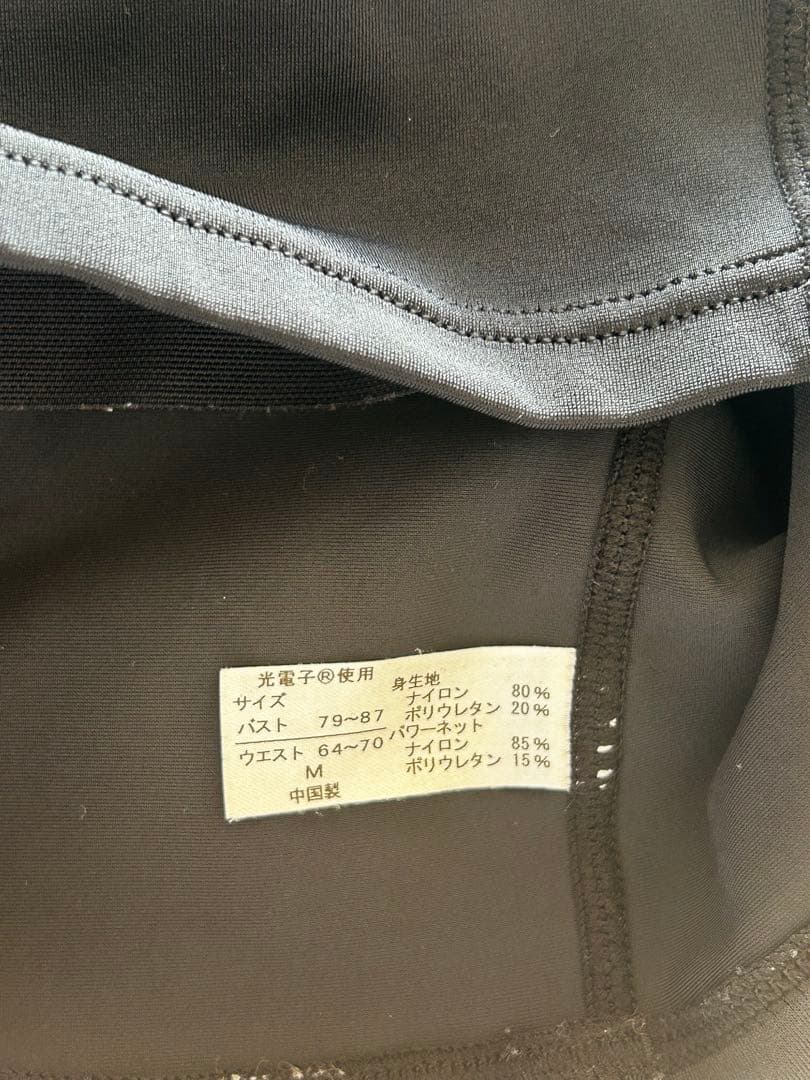 光電子®使用
サイズ
バスト 79～87
ウエスト 64～70
M
中国製
身生地
ナイロン 80%
ポリウレタン 20%
パワーネット
ナイロン 85%
ポリウレタン 15%